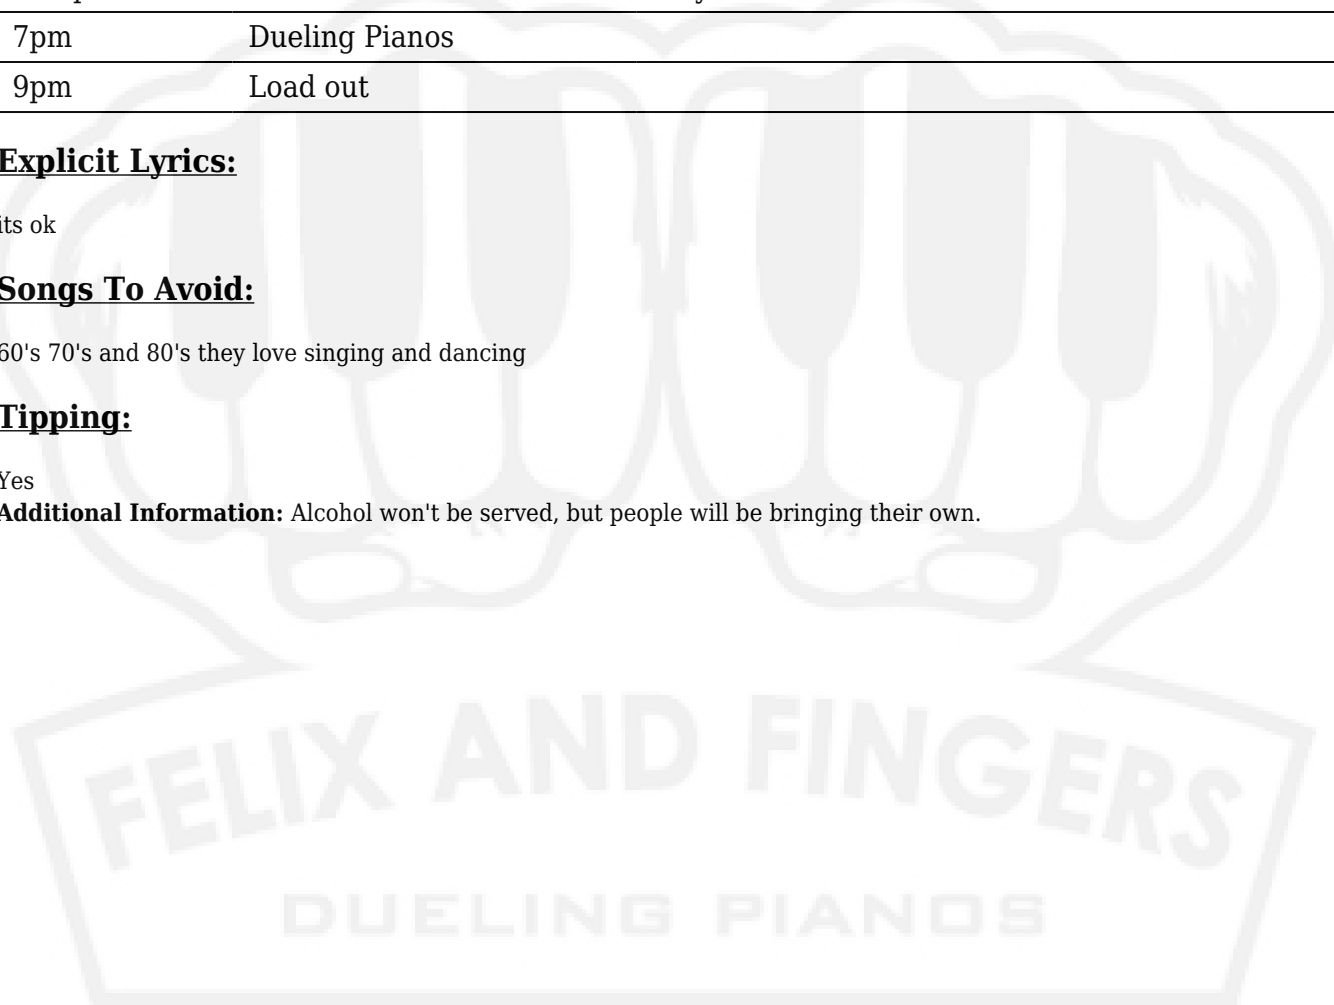 7pm Dueling Pianos
9pm Load out
Explicit Lyrics:
its ok
Songs To Avoid:
60's 70's and 80's they love singing and dancing
Tipping:
Yes
Additional Information: Alcohol won't be served, but people will be bringing their own.
FELIX AND FINGERS
DUELING PIANOS